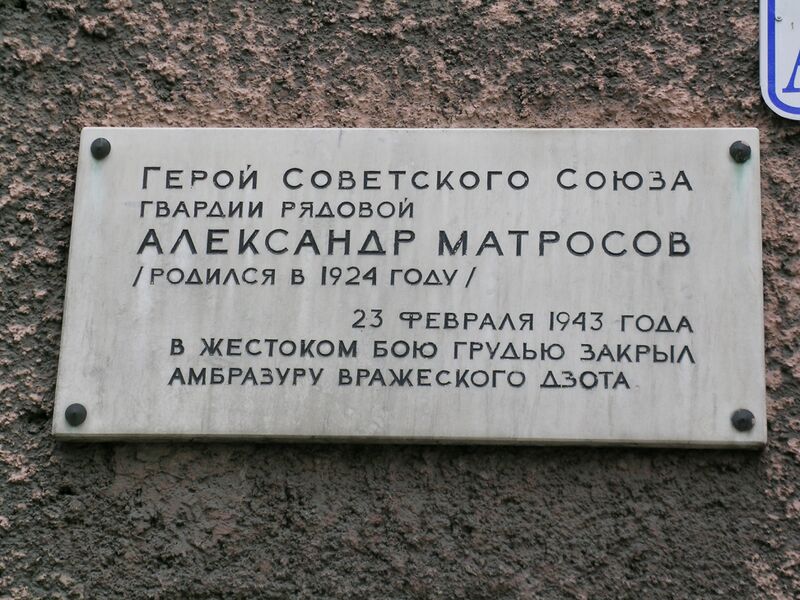 Герой Советского Союза
гвардии рядовой
Александр Матросов
/родился в 1924 году/
23 февраля 1943 года
в жестоком бою грудью закрыл
амбразуру вражеского дзота